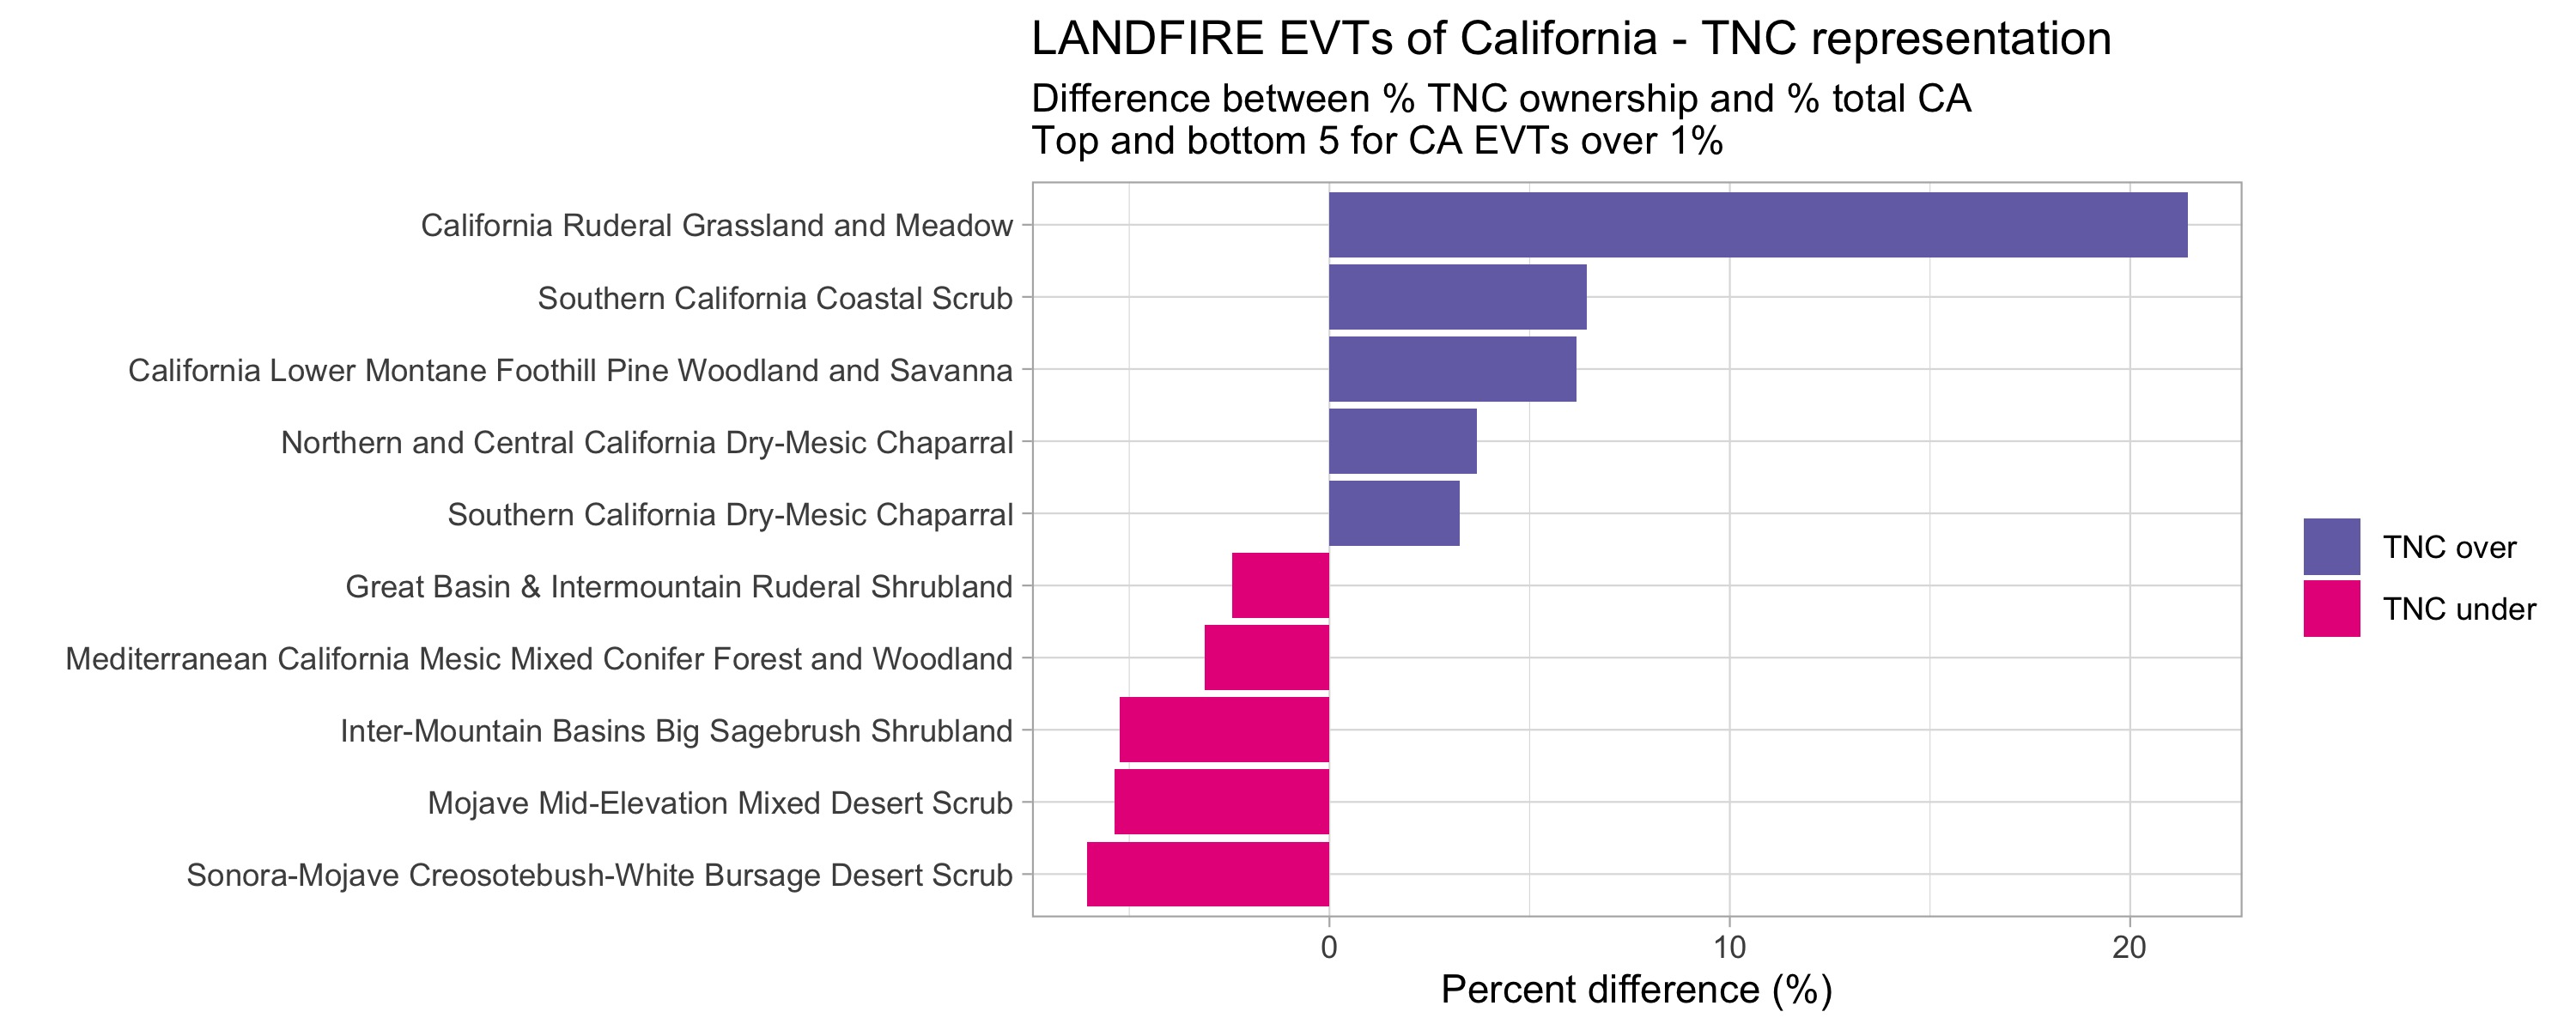 LANDFIRE EVTs of California - TNC representation
Difference between % TNC ownership and % total CA
Top and bottom 5 for CA EVTs over 1%
California Ruderal Grassland and Meadow
Southern California Coastal Scrub
California Lower Montane Foothill Pine Woodland and Savanna
Northern and Central California Dry-Mesic Chaparral
Southern California Dry-Mesic Chaparral
Great Basin & Intermountain Ruderal Shrubland
Mediterranean California Mesic Mixed Conifer Forest and Woodland
Inter-Mountain Basins Big Sagebrush Shrubland
Mojave Mid-Elevation Mixed Desert Scrub
Sonora-Mojave Creosotebush-White Bursage Desert Scrub
0 10 20
Percent difference (%)
TNC over
TNC under